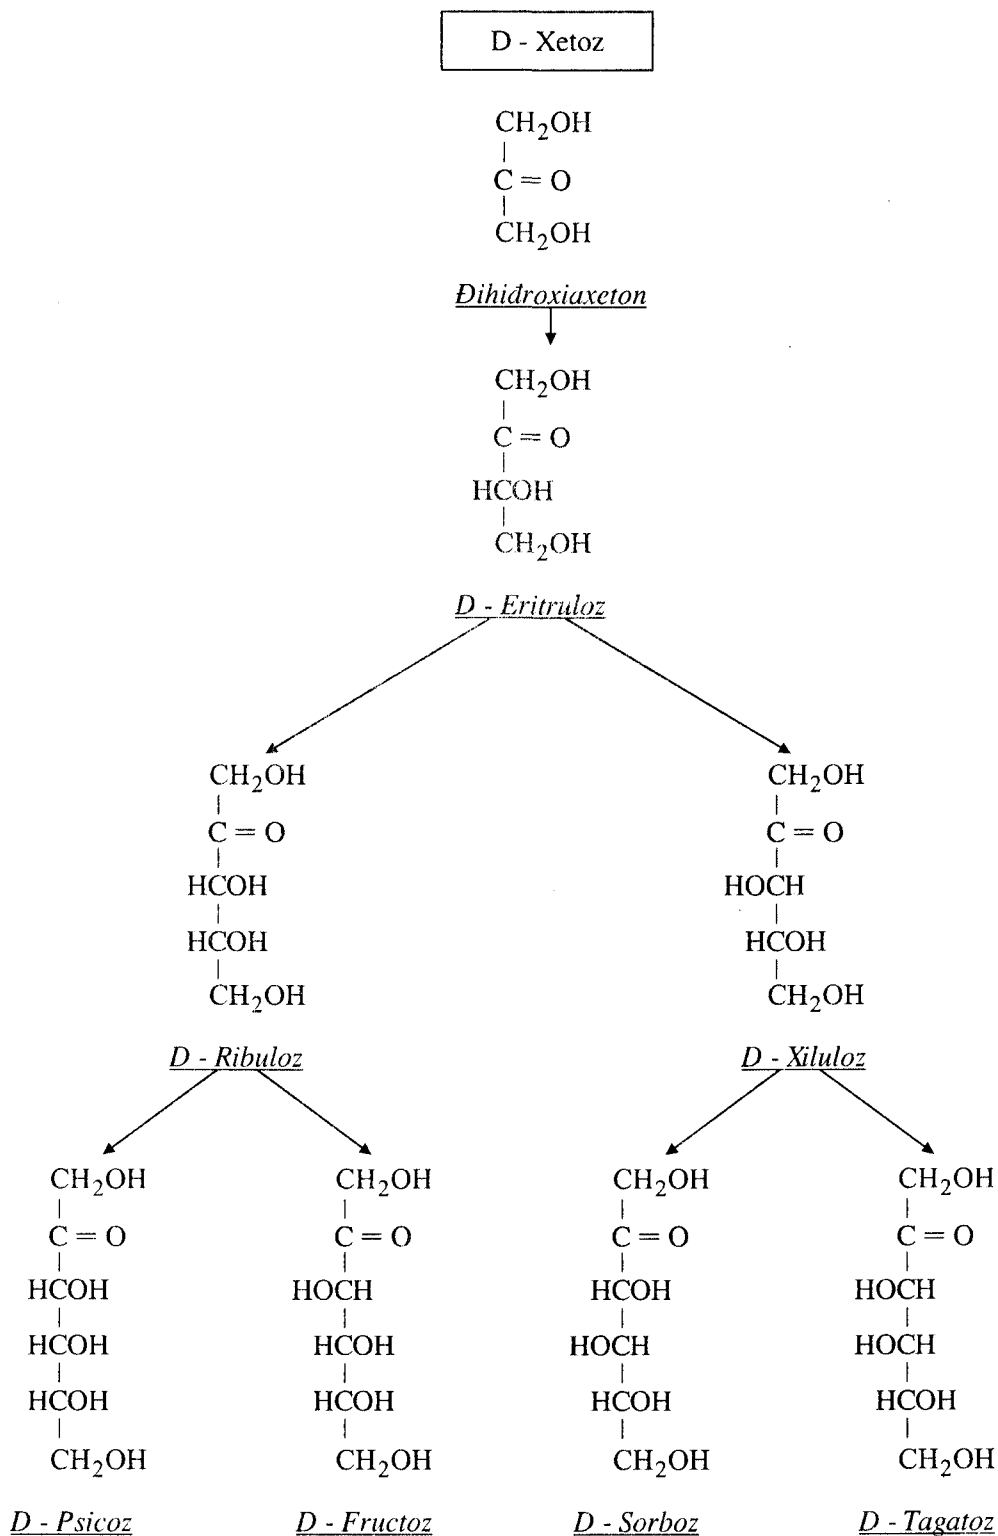 D - Xetoz
CH₂OH
C = O
CH₂OH
Đihiđroxiaxeton
CH₂OH
C = O
HCOH
CH₂OH
D - Eritruloz
CH₂OH CH₂OH
C = O C = O
HCOH HOCH
HCOH HCOH
CH₂OH CH₂OH
D - Ribuloz D - Xiluloz
CH₂OH CH₂OH CH₂OH CH₂OH
C = O C = O C = O C = O
HCOH HOCH HCOH HOCH
HCOH HCOH HOCH HOCH
HCOH HCOH HCOH HCOH
CH₂OH CH₂OH CH₂OH CH₂OH
D - Psicoz D - Fructoz D - Sorboz D - Tagatoz